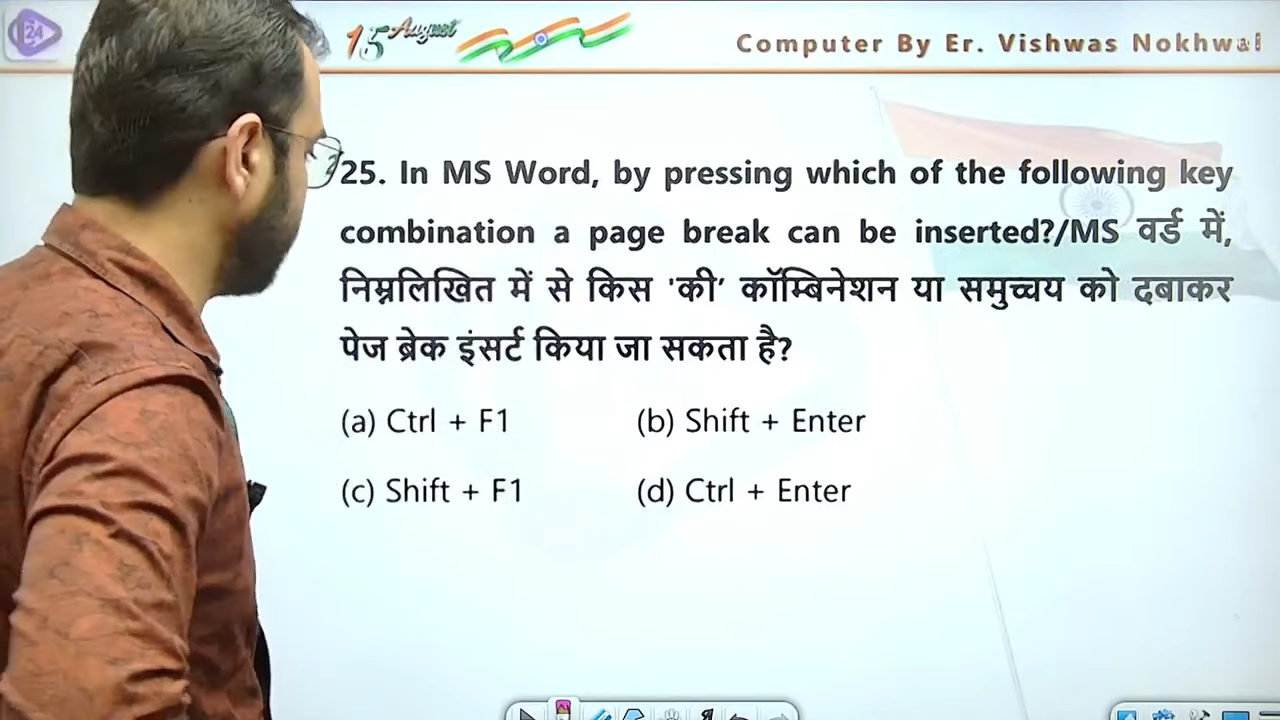 24
15 August
Computer By Er. Vishwas Nokhwal
25. In MS Word, by pressing which of the following key
combination a page break can be inserted?/MS वर्ड में,
निम्नलिखित में से किस 'की’ कॉम्बिनेशन या समुच्चय को दबाकर
पेज ब्रेक इंसर्ट किया जा सकता है?
(a) Ctrl + F1 (b) Shift + Enter
(c) Shift + F1 (d) Ctrl + Enter